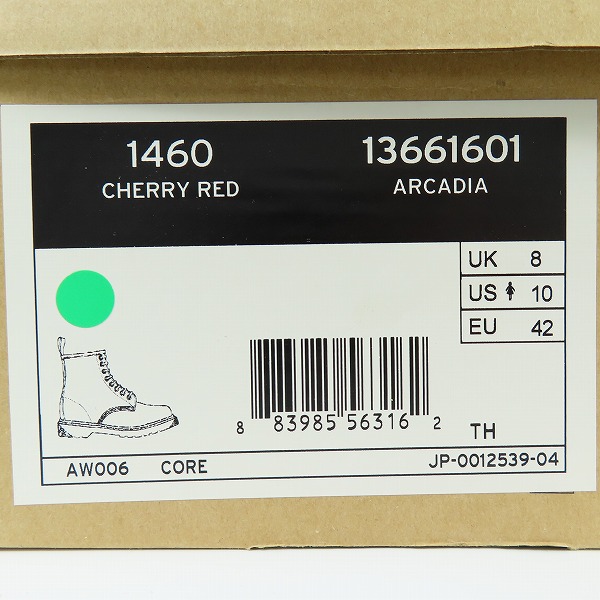 1460 13661601
CHERRY RED ARCADIA
UK 8
US 10
EU 42
8 83985 56316 2
TH
AW006 CORE JP-0012539-04